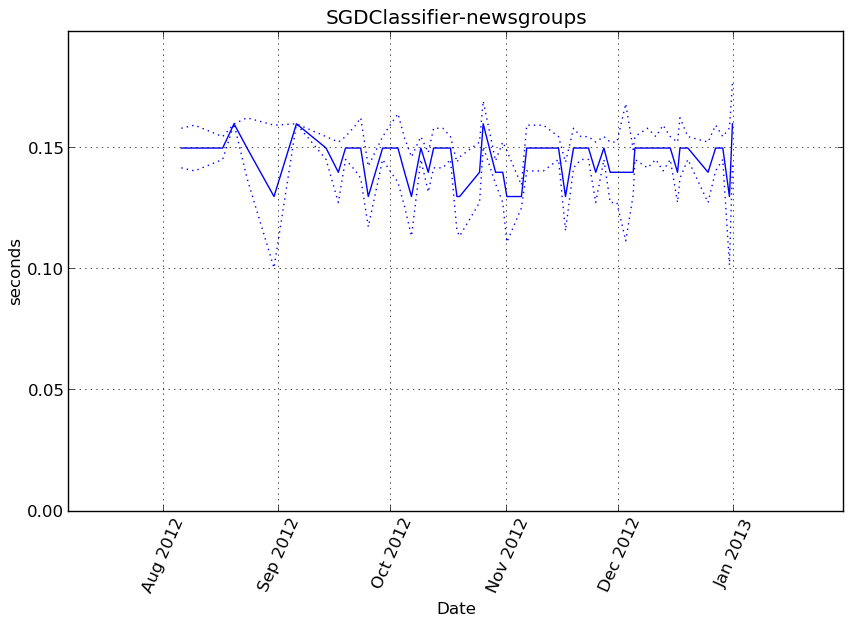 SGDClassifier-newsgroups
seconds
0.15
0.10
0.05
0.00
Aug 2012
Sep 2012
Oct 2012
Nov 2012
Dec 2012
Jan 2013
Date